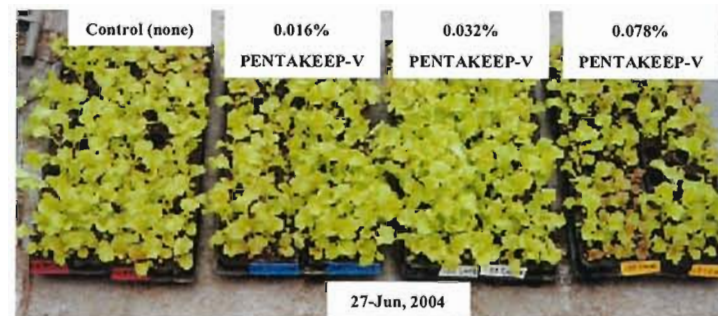 Control (none)
0.016%
PENTAKEEP-V
0.032%
PENTAKEEP-V
0.078%
PENTAKEEP-V
27-Jun, 2004